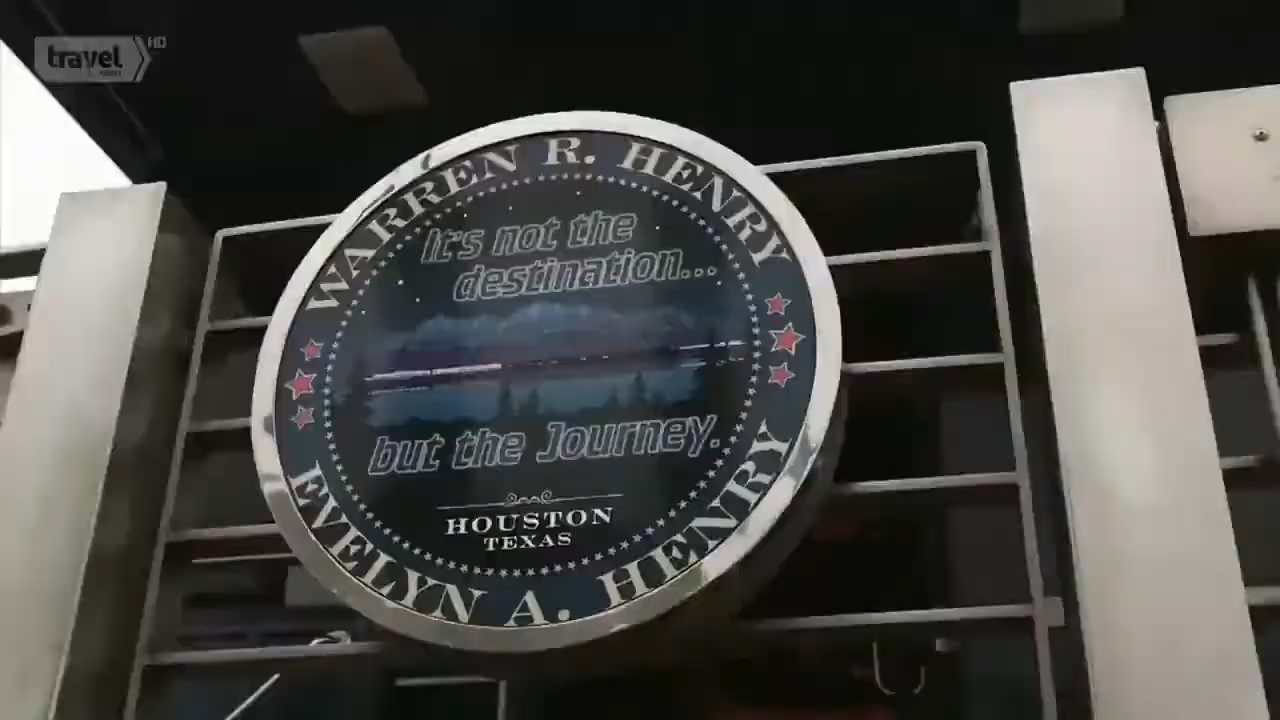 travel HD
WARREN R. HENRY
It's not the
destination...
but the Journey.
HOUSTON
TEXAS
EVELYN A. HENRY